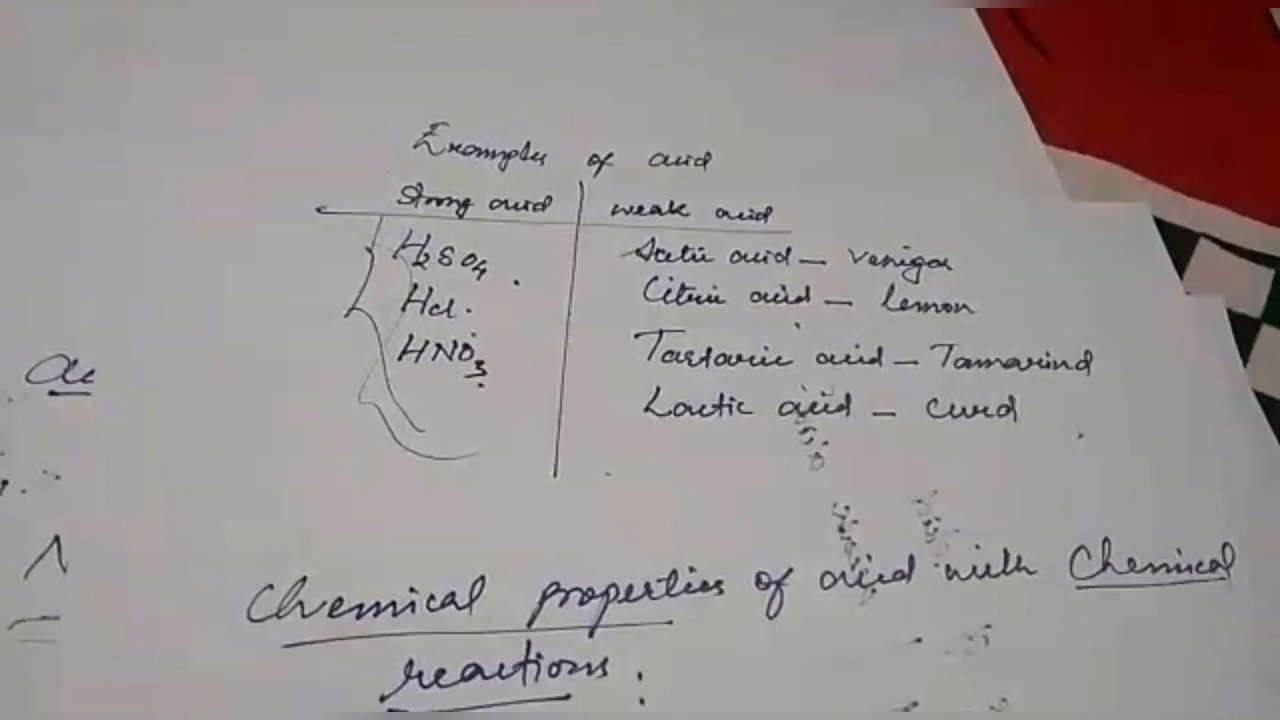 Examples of acid
Strong acid | weak acid
H2SO4 . Acetic acid – venigar
Hcl. Citric acid – lemon
HNO3 Tartaric acid – Tamarind
Lactic acid – curd
Chemical properties of acid with Chemical
reactions :